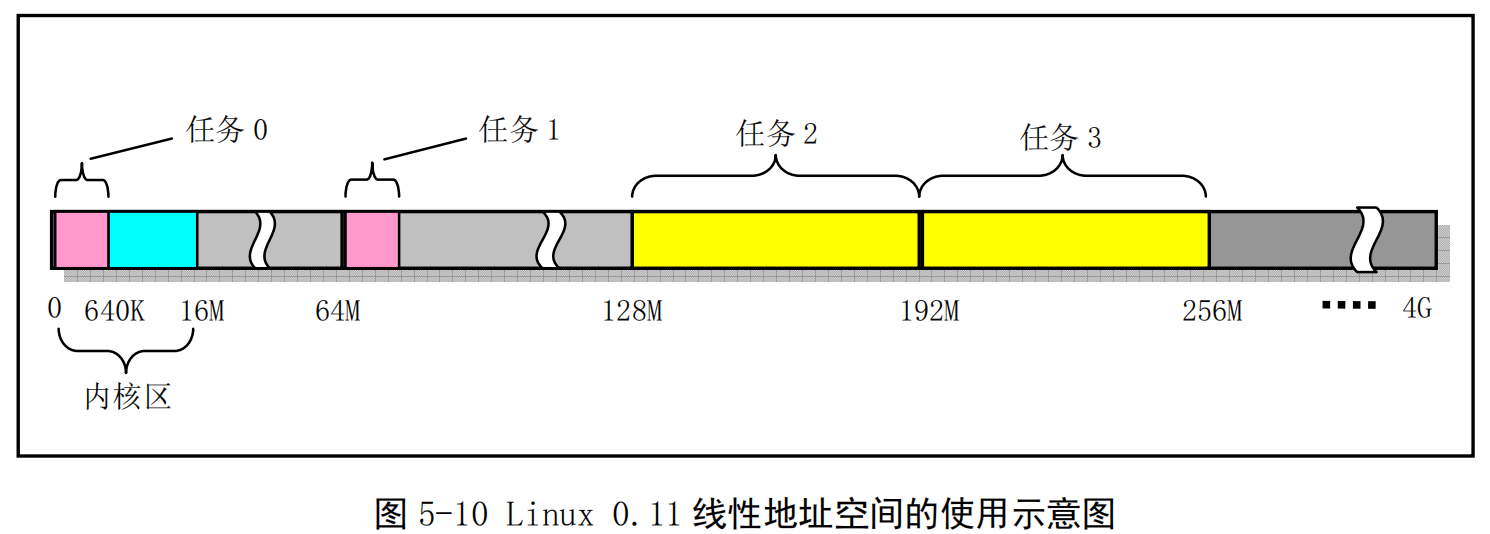 任务 0 任务 1 任务 2 任务 3
0 640K 16M 64M 128M 192M 256M ···· 4G
内核区
图 5-10 Linux 0.11 线性地址空间的使用示意图